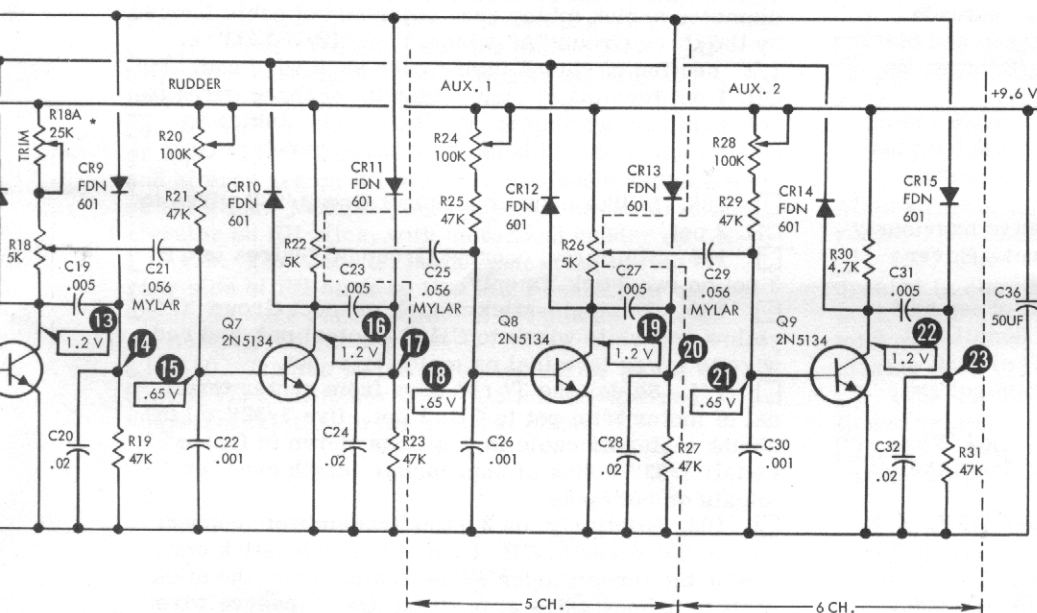 RUDDER
AUX. 1
AUX. 2
+9.6 V
R18A
25K *
TRIM
R20
100K
R24
100K
R28
100K
CR9
FDN
601
CR10
FDN
601
CR11
FDN
601
CR12
FDN
601
CR13
FDN
601
CR14
FDN
601
CR15
FDN
601
R21
47K
R25
47K
R29
47K
R18
5K
R22
5K
R26
5K
R30
4.7K
C19
.005
C21
.056
MYLAR
C23
.005
C25
.056
MYLAR
C27
.005
C29
.056
MYLAR
C31
.005
C36
50UF
13
1.2 V
14
15
.65 V
Q7
2N5134
16
1.2 V
17
18
.65 V
Q8
2N5134
19
1.2 V
20
21
.65 V
Q9
2N5134
22
1.2 V
23
C20
.02
R19
47K
C22
.001
C24
.02
R23
47K
C26
.001
C28
.02
R27
47K
C30
.001
C32
.02
R31
47K
5 CH.
6 CH.